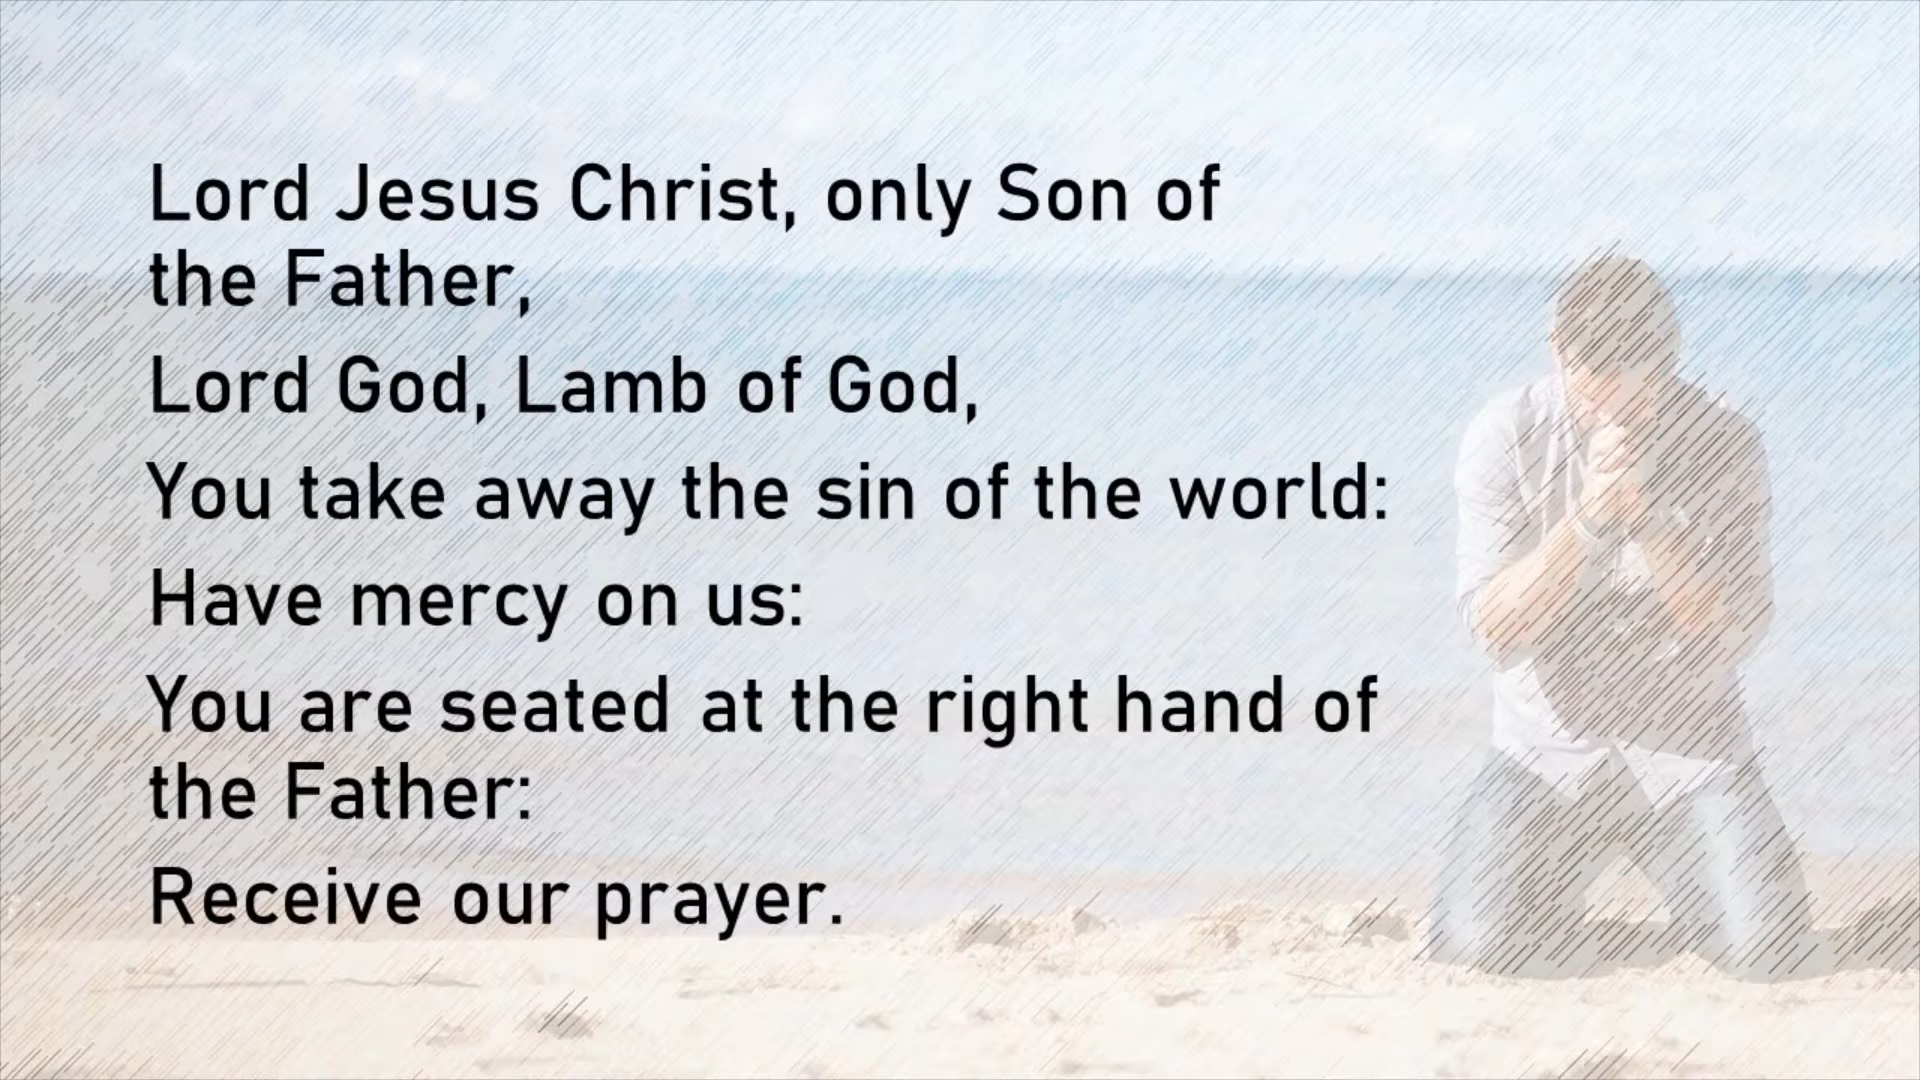 Lord Jesus Christ, only Son of
the Father,
Lord God, Lamb of God,
You take away the sin of the world:
Have mercy on us:
You are seated at the right hand of
the Father:
Receive our prayer.